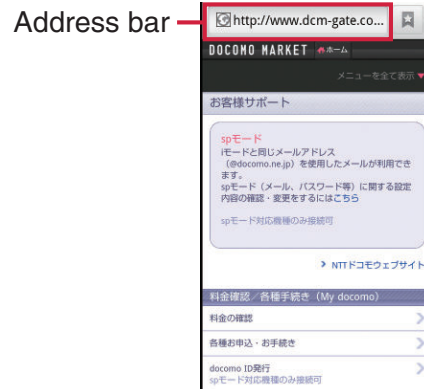 Address bar
http://www.dcm-gate.co...
DOCOMO MARKET ホーム
メニューを全て表示▼
お客様サポート
spモード
iモードと同じメールアドレス
(@docomo.ne.jp) を使用したメールが利用でき
ます。
spモード（メール、パスワード等）に関する設定
内容の確認・変更をするにはこちら
spモード対応機種のみ接続可
> NTTドコモウェブサイト
料金確認／各種手続き（My docomo）
料金の確認
各種お申込・お手続き
docomo ID発行
spモード対応機種のみ接続可